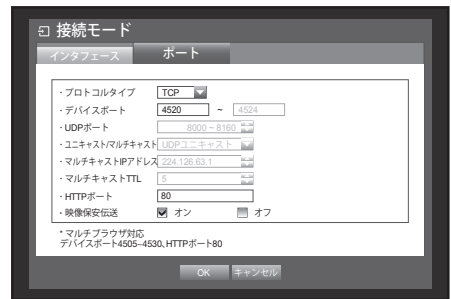 接続モード
インタフェース ポート
・プロトコルタイプ TCP
・デバイスポート 4520 ~ 4524
・UDPポート 8000 ~ 8160
・ユニキャスト/マルチキャスト UDPユニキャスト
・マルチキャストIPアドレス 224.126.63.1
・マルチキャストTTL 5
・HTTPポート 80
・映像保安伝送 オン オフ
* マルチブラウザ対応
デバイスポート4505~4530、HTTPポート80
OK キャンセル